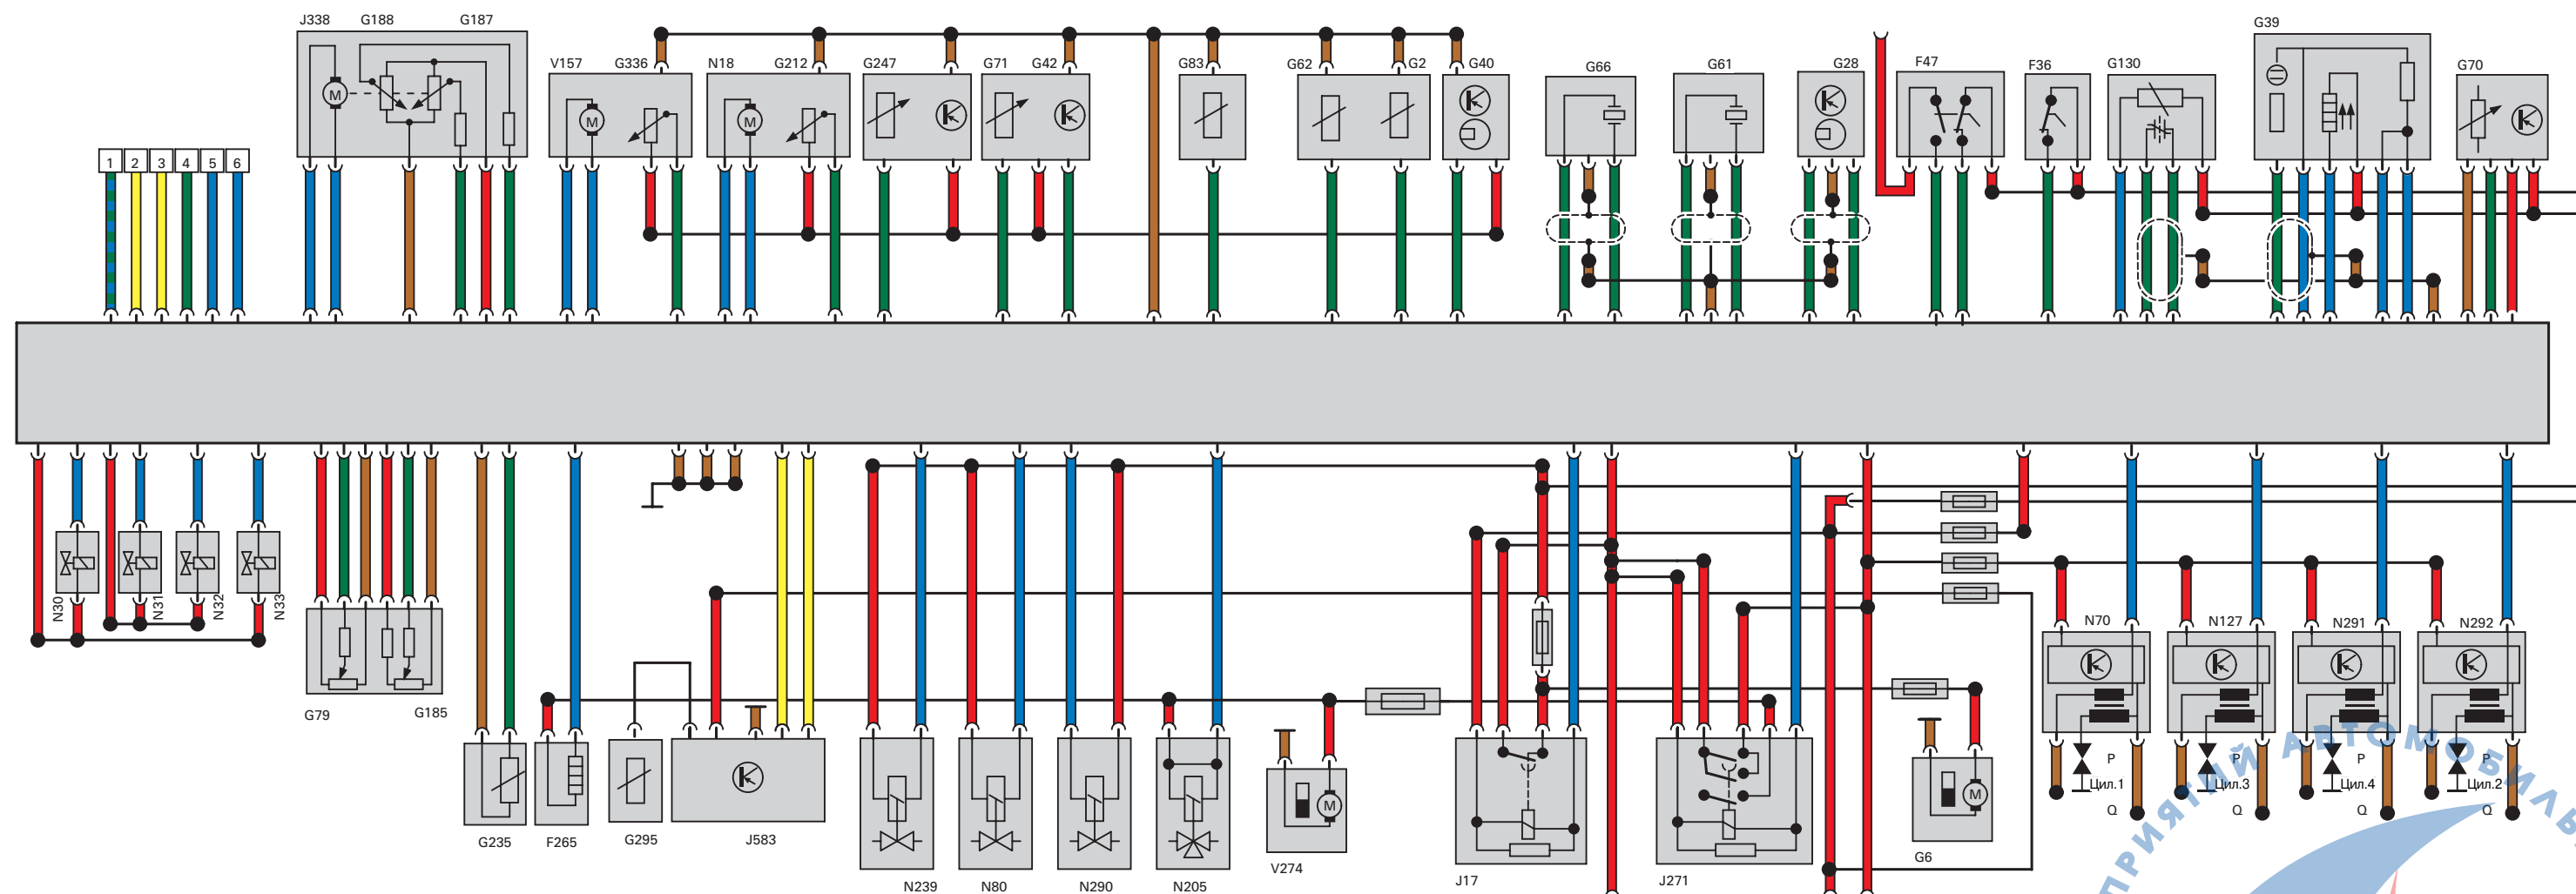 J338 G188 G187
V157 G336 N18 G212 G247 G71 G42 G83 G62 G2 G40 G66 G61 G28 F47 F36 G130 G39 G70
M M M
1 2 3 4 5 6
N30 N31 N32 N33
G79 G185
G235 F265 G295 J583
N239 N80 N290 N205
V274 M
J17 J271
G6 M
N70 N127 N291 N292
P P P P
Цил.1 Цил.3 Цил.4 Цил.2
Q Q Q Q
ПРИЯТИЙ АВТОМОБИЛЬ